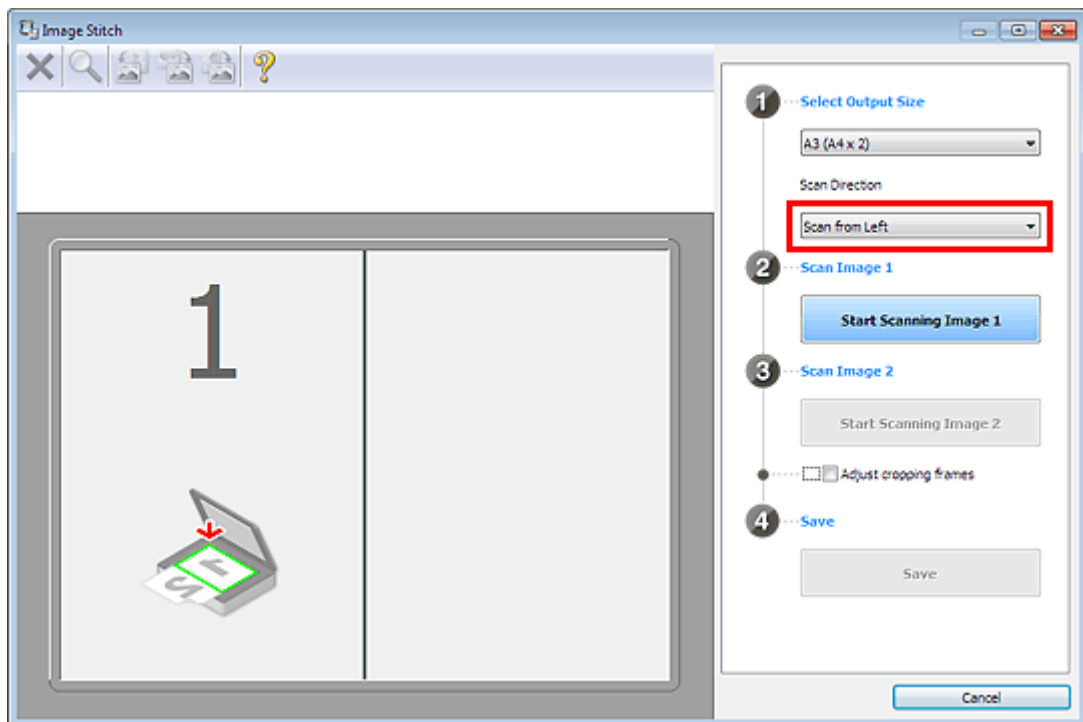 Image Stitch
1
Select Output Size
A3 (A4 x 2)
Scan Direction
Scan from Left
2
Scan Image 1
Start Scanning Image 1
3
Scan Image 2
Start Scanning Image 2
Adjust cropping frames
4
Save
Save
Cancel
1
1
2